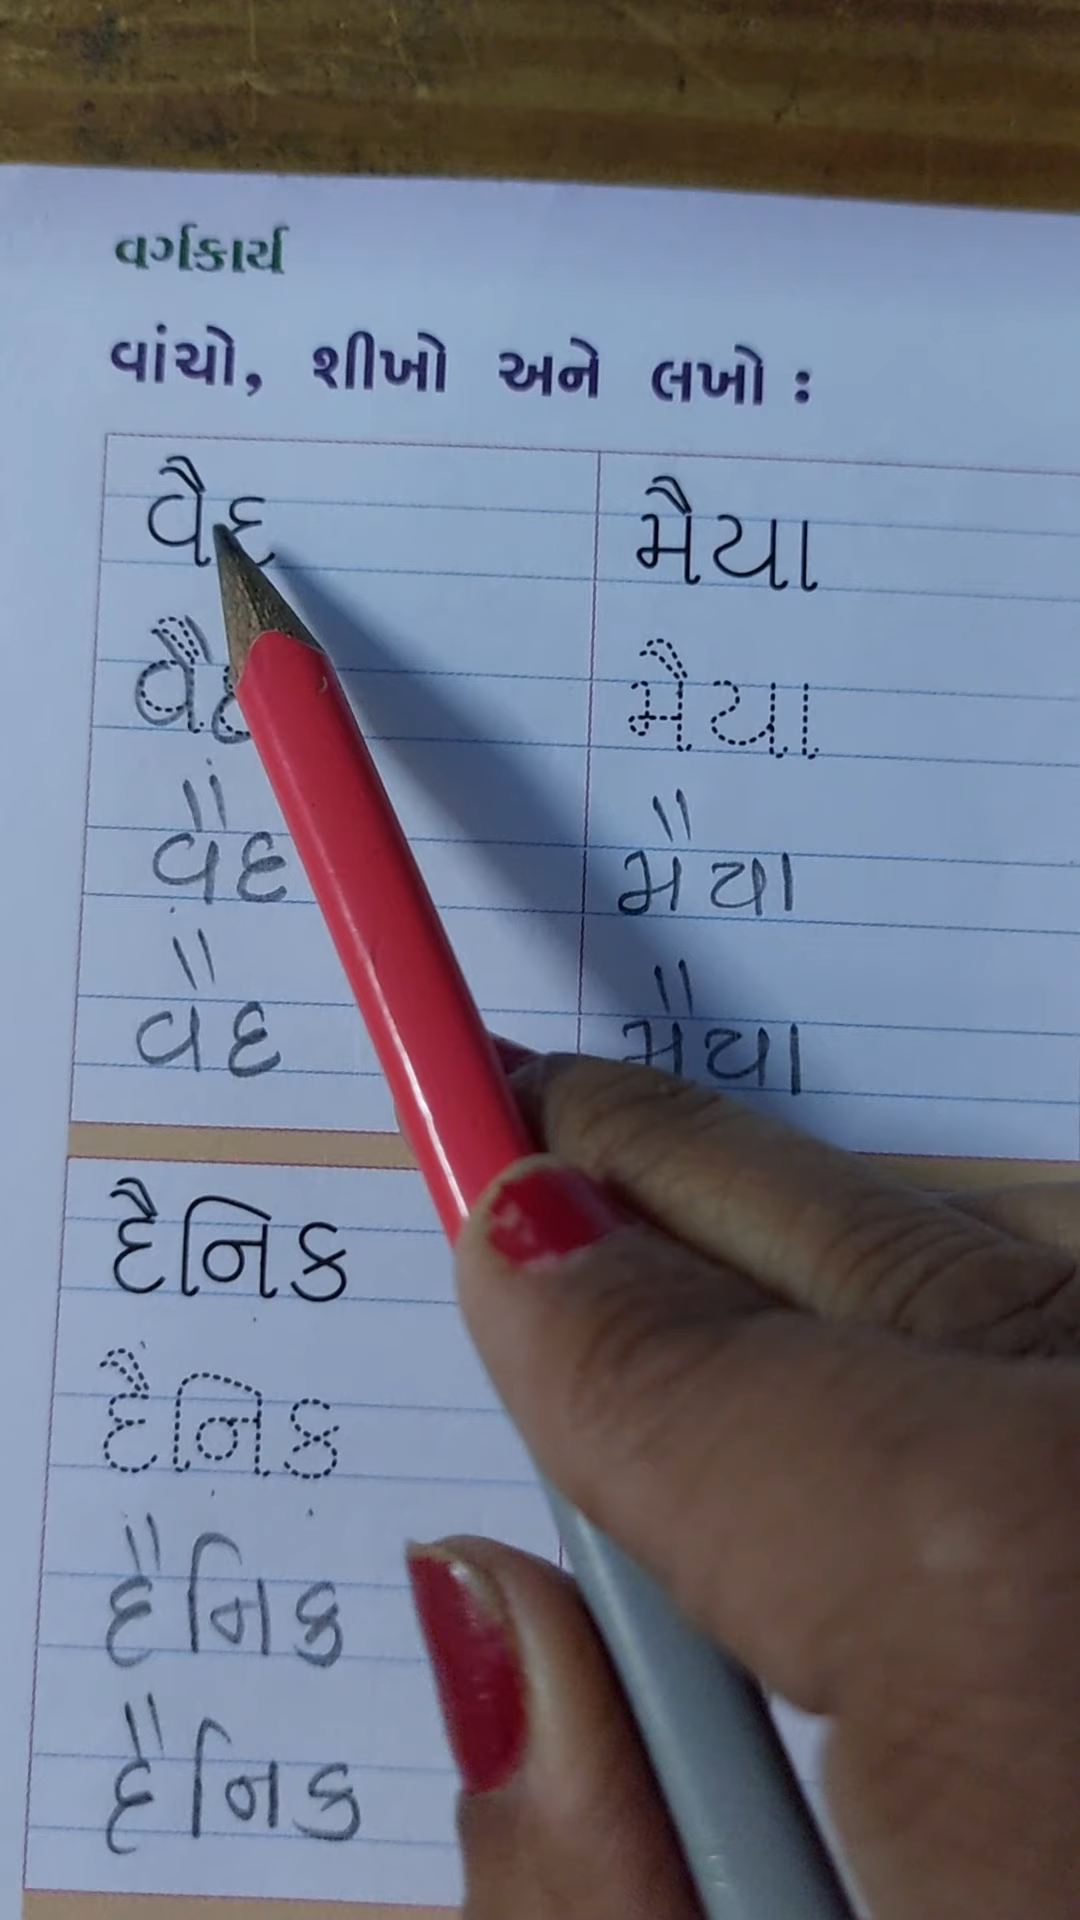 વર્ગકાર્ય
વાંચો, શીખો અને લખો :
વૈદ મૈયા
વૈદ મૈયા
વૈદ મૈયા
વૈદ મૈયા
દૈનિક
દૈનિક
દૈનિક
દૈનિક